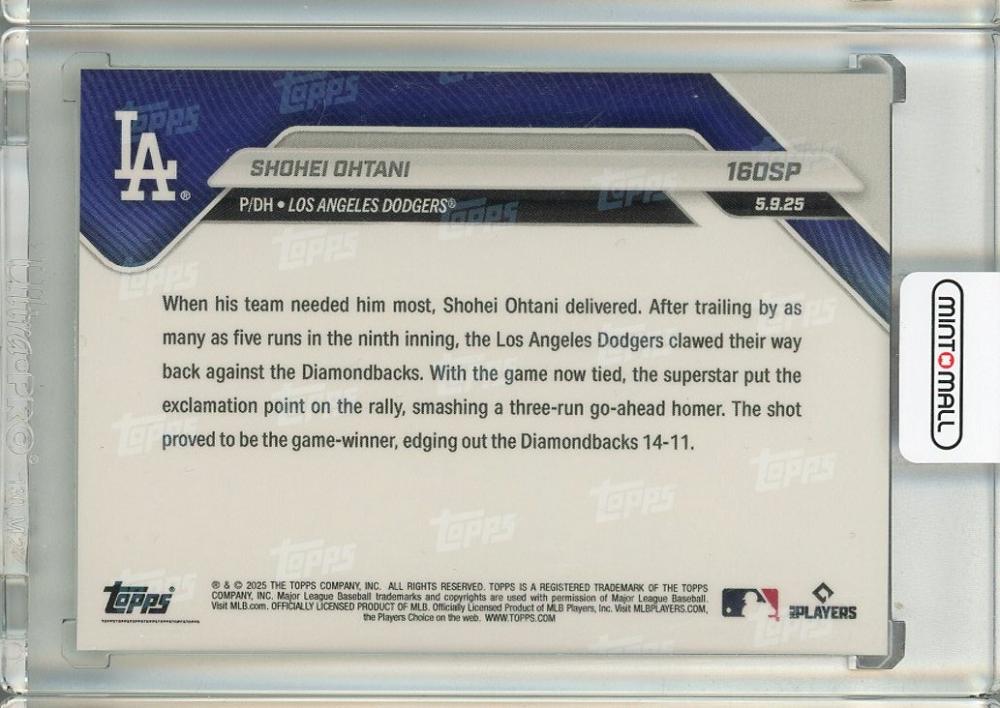 LA®
SHOHEI OHTANI
160SP
P/DH • LOS ANGELES DODGERS®
5.9.25
When his team needed him most, Shohei Ohtani delivered. After trailing by as
many as five runs in the ninth inning, the Los Angeles Dodgers clawed their way
back against the Diamondbacks. With the game now tied, the superstar put the
exclamation point on the rally, smashing a three-run go-ahead homer. The shot
proved to be the game-winner, edging out the Diamondbacks 14-11.
Topps®
® & © 2025 THE TOPPS COMPANY, INC. ALL RIGHTS RESERVED. TOPPS IS A REGISTERED TRADEMARK OF THE TOPPS
COMPANY, INC. Major League Baseball trademarks and copyrights are used with permission of Major League Baseball.
Visit MLB.com. OFFICIALLY LICENSED PRODUCT OF MLB. Officially Licensed Product of MLB Players, Inc. Visit MLBPLAYERS.COM,
the Players Choice on the web. WWW.TOPPS.COM
MLB PLAYERS
MINTOMALL
UltraPRO®